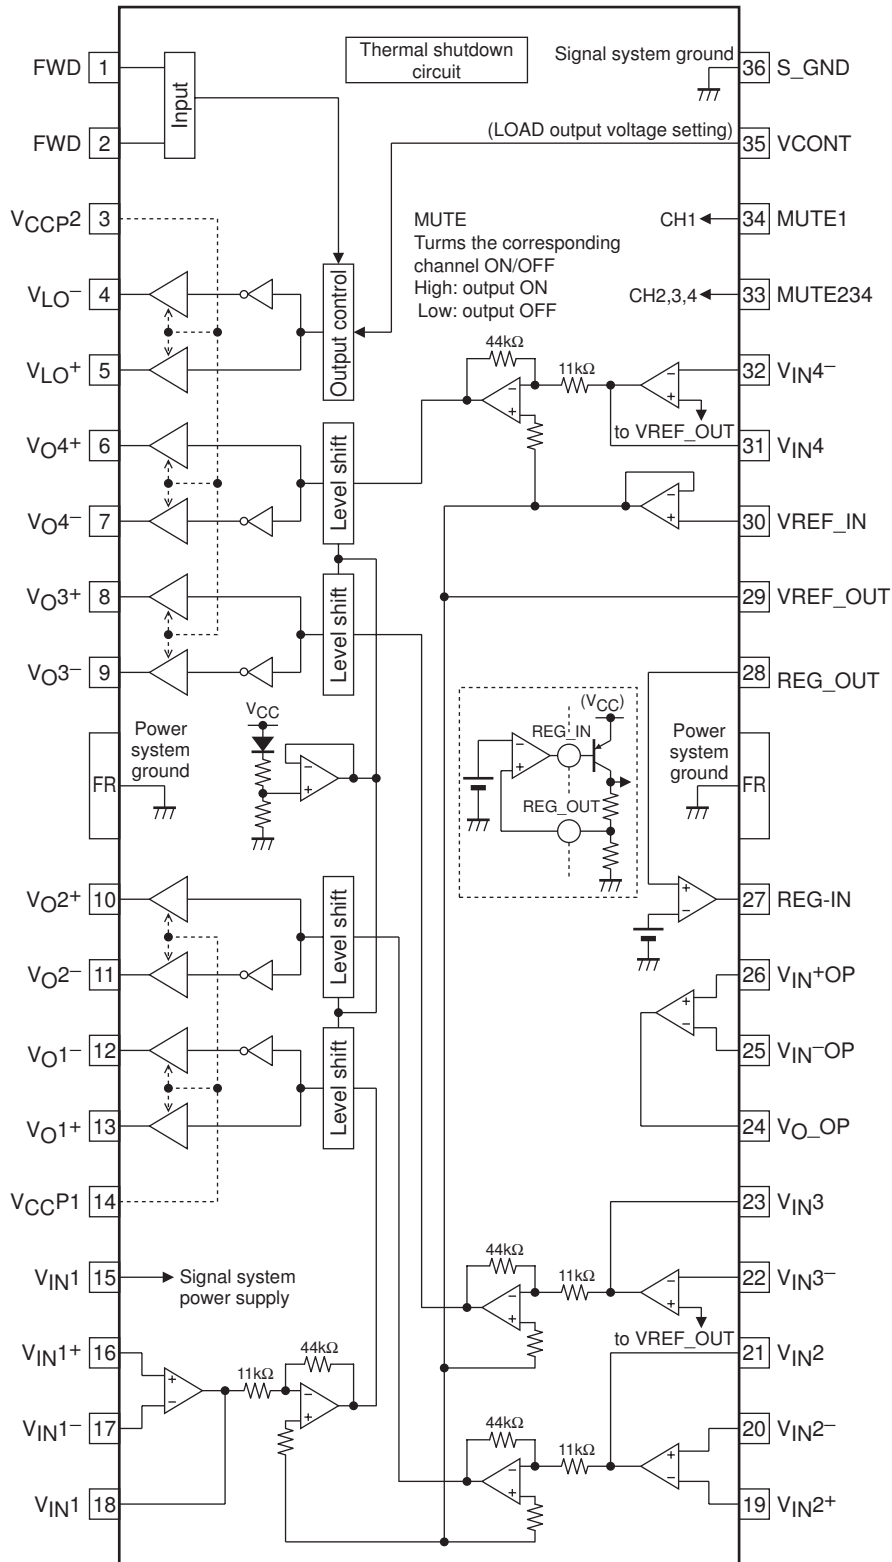 Thermal shutdown
circuit
Signal system ground
FWD 1
36 S_GND
Input
FWD 2
(LOAD output voltage setting)
35 VCONT
VCCP2 3
MUTE
Turms the corresponding
channel ON/OFF
High: output ON
Low: output OFF
CH1
34 MUTE1
VLO− 4
CH2,3,4
33 MUTE234
Output control
VLO+ 5
44kΩ
11kΩ
−
+
−
+
32 VIN4−
to VREF_OUT
VO4+ 6
31 VIN4
Level shift
VO4− 7
−
+
30 VREF_IN
VO3+ 8
29 VREF_OUT
Level shift
VO3− 9
28 REG_OUT
Power
system
ground
FR
VCC
−
+
(VCC)
REG_IN
−
+
REG_OUT
Power
system
ground
FR
VO2+ 10
+
−
27 REG-IN
Level shift
VO2− 11
+
−
26 VIN+OP
VO1− 12
25 VIN−OP
Level shift
VO1+ 13
24 VO_OP
VCCP1 14
23 VIN3
VIN1 15
Signal system
power supply
44kΩ
11kΩ
−
+
−
+
22 VIN3−
to VREF_OUT
VIN1+ 16
21 VIN2
+
−
11kΩ
44kΩ
−
+
VIN1− 17
44kΩ
11kΩ
−
+
+
−
20 VIN2−
VIN1 18
19 VIN2+